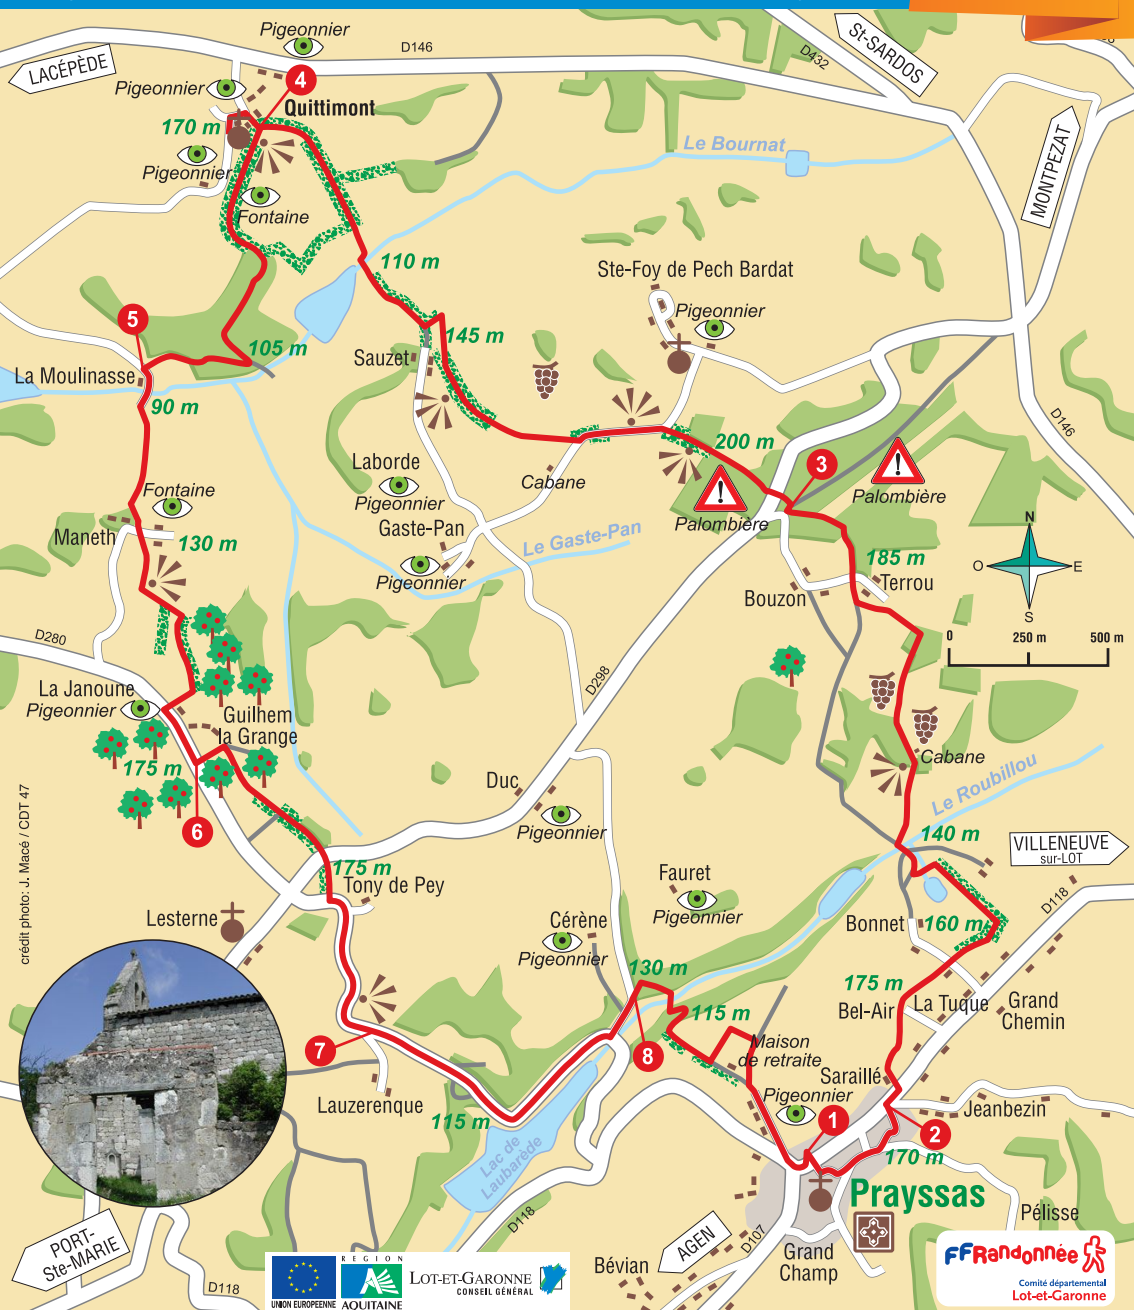 Pigeonnier
D146
St-SARDOS
D432
LACÉPÈDE
4
Pigeonnier
Quittimont
170 m
Le Bournat
MONTPEZAT
Pigeonnier
Fontaine
110 m
Ste-Foy de Pech Bardat
Pigeonnier
5
145 m
105 m
Sauzet
La Moulinasse
90 m
D146
200 m
3
Laborde
Cabane
Pigeonnier
Palombière
Palombière
Fontaine
Gaste-Pan
Le Gaste-Pan
N
O
E
S
Maneth
130 m
Pigeonnier
185 m
Terrou
Bouzon
0
250 m
500 m
D280
D298
La Janoune
Pigeonnier
Guilhem
la Grange
175 m
Cabane
Le Roubillou
Duc
6
Pigeonnier
140 m
VILLENEUVE
sur-LOT
175 m
Tony de Pey
Fauret
Pigeonnier
D118
Lesterne
Cérène
Pigeonnier
Bonnet
160 m
130 m
175 m
Bel-Air
La Tuque
Grand
Chemin
115 m
7
8
Maison
de retraite
Saraillé
Pigeonnier
Lauzerenque
115 m
1
2
Jeanbezin
Lac de
Laubarède
170 m
Prayssas
Pélisse
D118
D107
AGEN
PORT-
Ste-MARIE
Grand
Champ
Bévian
D118
crédit photo: J. Macé / CDT 47
UNION EUROPEENNE
REGION
AQUITAINE
LOT-ET-GARONNE
CONSEIL GÉNÉRAL
FFRandonnée
Comité départemental
Lot-et-Garonne